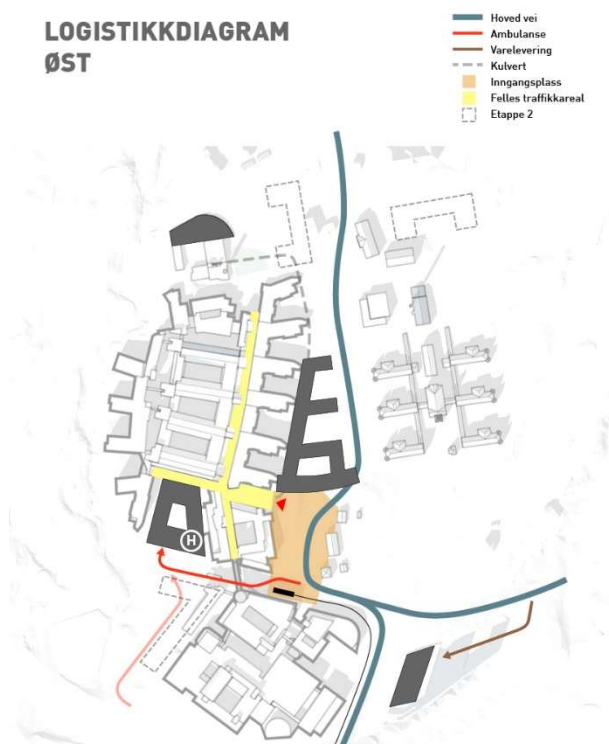 LOGISTIKKDIAGRAM
ØST
Hoved vei
Ambulanse
Varelevering
Kulvert
Inngangsplass
Felles traffikkareal
Etappe 2
H